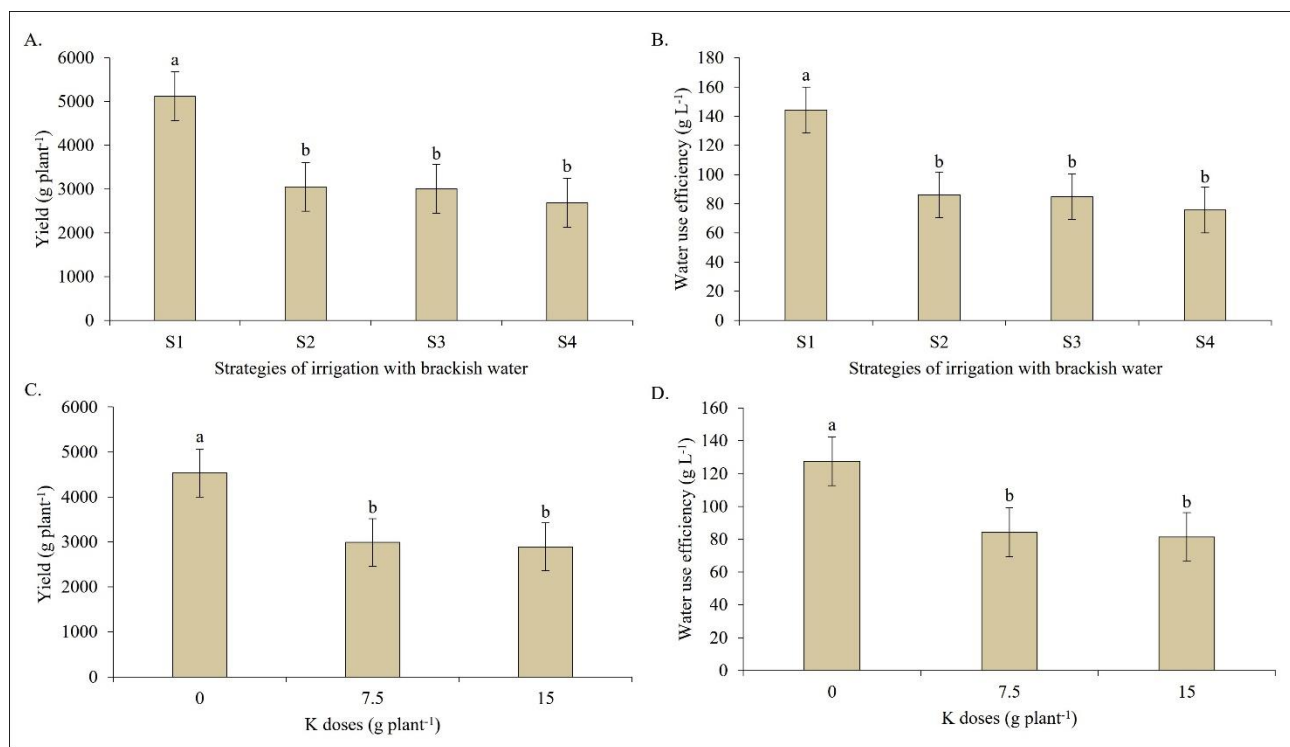 A.
Yield (g plant⁻¹)
6000
5000
4000
3000
2000
1000
0
a
b
b
b
S1 S2 S3 S4
Strategies of irrigation with brackish water
B.
Water use efficiency (g L⁻¹)
180
160
140
120
100
80
60
40
20
0
a
b
b
b
S1 S2 S3 S4
Strategies of irrigation with brackish water
C.
Yield (g plant⁻¹)
6000
5000
4000
3000
2000
1000
0
a
b
b
0 7.5 15
K doses (g plant⁻¹)
D.
Water use efficiency (g L⁻¹)
160
140
120
100
80
60
40
20
0
a
b
b
0 7.5 15
K doses (g plant⁻¹)